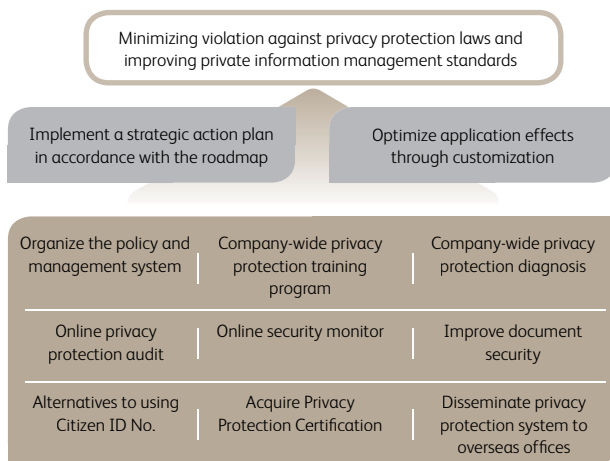 Minimizing violation against privacy protection laws and
improving private information management standards
Implement a strategic action plan
in accordance with the roadmap
Optimize application effects
through customization
Organize the policy and
management system
Company-wide privacy
protection training
program
Company-wide privacy
protection diagnosis
Online privacy
protection audit
Online security monitor
Improve document
security
Alternatives to using
Citizen ID No.
Acquire Privacy
Protection Certification
Disseminate privacy
protection system to
overseas offices